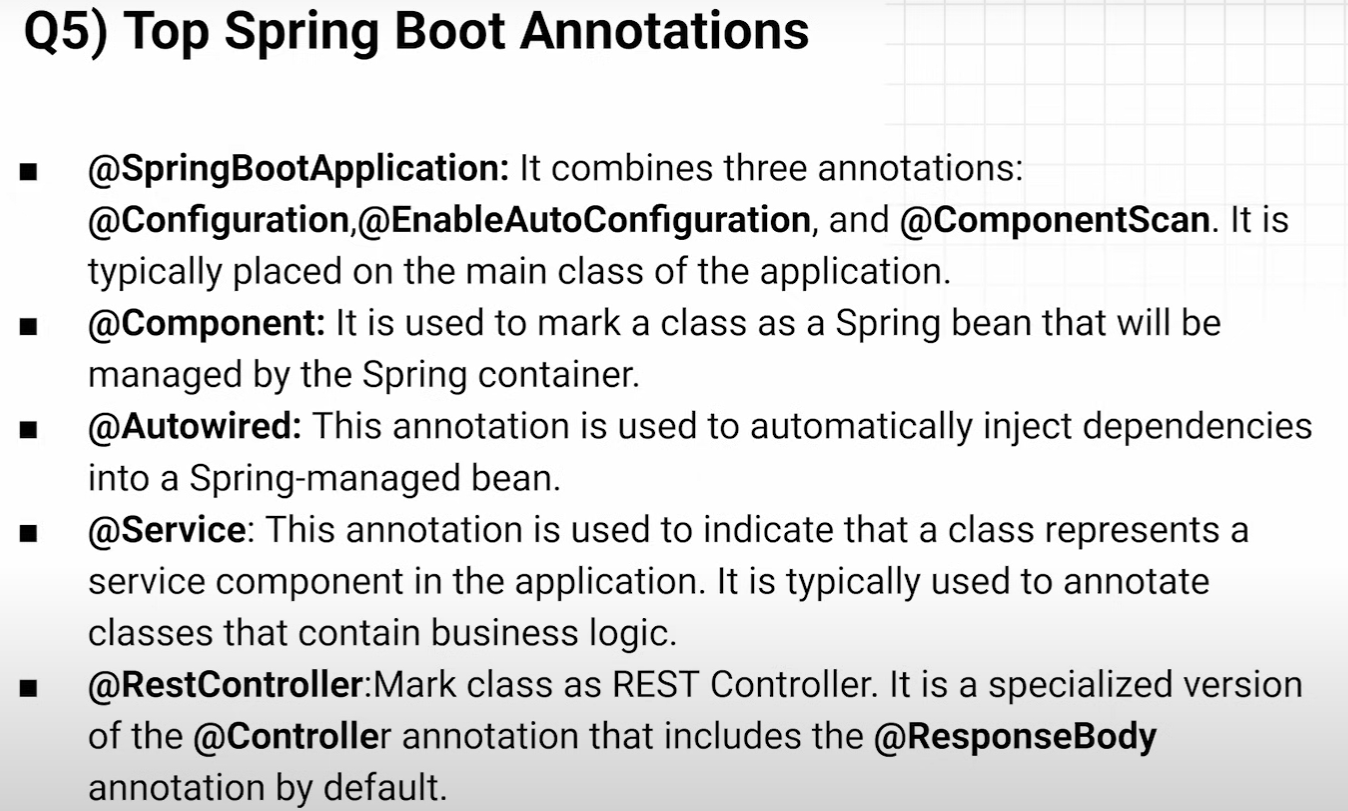 Q5) Top Spring Boot Annotations
■ @SpringBootApplication: It combines three annotations:
@Configuration,@EnableAutoConfiguration, and @ComponentScan. It is
typically placed on the main class of the application.
■ @Component: It is used to mark a class as a Spring bean that will be
managed by the Spring container.
■ @Autowired: This annotation is used to automatically inject dependencies
into a Spring-managed bean.
■ @Service: This annotation is used to indicate that a class represents a
service component in the application. It is typically used to annotate
classes that contain business logic.
■ @RestController:Mark class as REST Controller. It is a specialized version
of the @Controller annotation that includes the @ResponseBody
annotation by default.